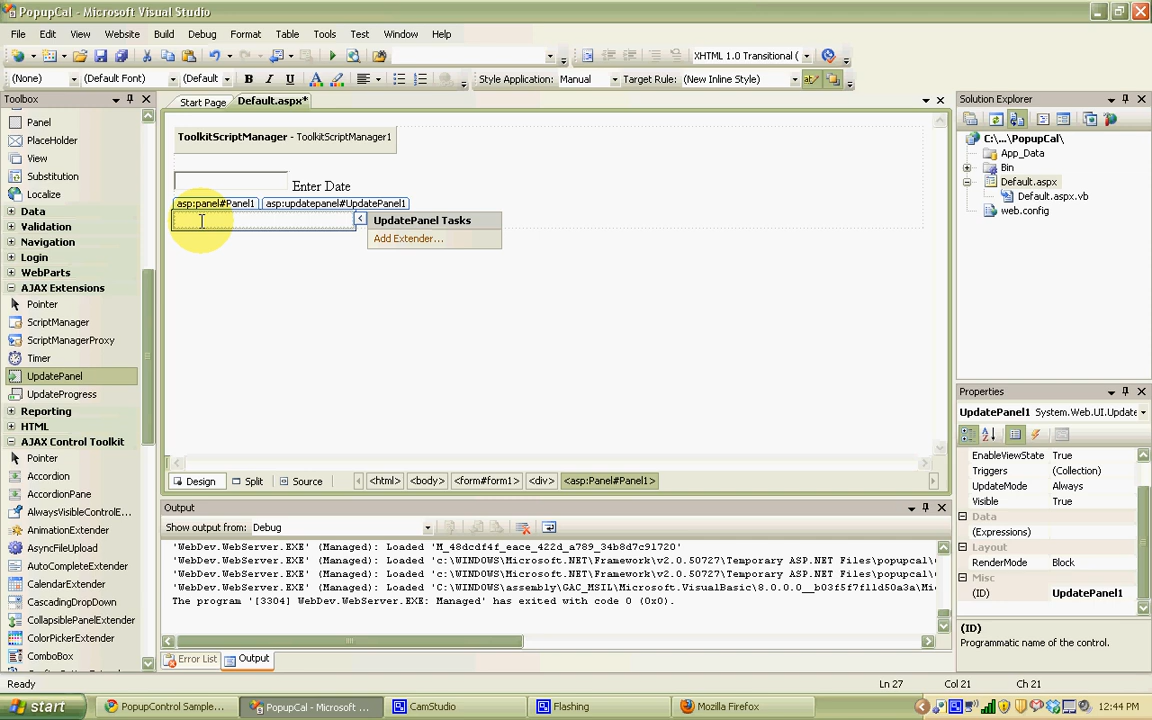 PopupCal - Microsoft Visual Studio
File Edit View Website Build Debug Format Table Tools Test Window Help
XHTML 1.0 Transitional (
(None) (Default Font) (Default B I U A Style Application: Manual Target Rule: (New Inline Style)
Toolbox
Panel
PlaceHolder
View
Substitution
Localize
Data
Validation
Navigation
Login
WebParts
AJAX Extensions
Pointer
ScriptManager
ScriptManagerProxy
Timer
UpdatePanel
UpdateProgress
Reporting
HTML
AJAX Control Toolkit
Pointer
Accordion
AccordionPane
AlwaysVisibleControlE...
AnimationExtender
AsyncFileUpload
AutoCompleteExtender
CalendarExtender
CascadingDropDown
CollapsiblePanelExtender
ColorPickerExtender
ComboBox
Start Page Default.aspx*
ToolkitScriptManager - ToolkitScriptManager1
Enter Date
asp:panel#Panel1 asp:updatepanel#UpdatePanel1
UpdatePanel Tasks
Add Extender...
Design Split Source <html> <body> <form#form1> <div> <asp:Panel#Panel1>
Output
Show output from: Debug
'WebDev.WebServer.EXE' (Managed): Loaded 'M_48dcdf4f_eace_422d_a789_34b8d7c91720'
'WebDev.WebServer.EXE' (Managed): Loaded 'c:\WINDOWS\Microsoft.NET\Framework\v2.0.50727\Temporary ASP.NET Files\popupcal\
'WebDev.WebServer.EXE' (Managed): Loaded 'c:\WINDOWS\Microsoft.NET\Framework\v2.0.50727\Temporary ASP.NET Files\popupcal\
'WebDev.WebServer.EXE' (Managed): Loaded 'C:\WINDOWS\assembly\GAC_MSIL\Microsoft.VisualBasic\8.0.0.0__b03f5f7f11d50a3a\Mi
The program '[3304] WebDev.WebServer.EXE: Managed' has exited with code 0 (0x0).
Error List Output
Solution Explorer
C:\...\PopupCal\
App_Data
Bin
Default.aspx
Default.aspx.vb
web.config
Properties
UpdatePanel1 System.Web.UI.Update
EnableViewState True
Triggers (Collection)
UpdateMode Always
Visible True
Data
(Expressions)
Layout
RenderMode Block
Misc
(ID) UpdatePanel1
(ID)
Programmatic name of the control.
Ready Ln 27 Col 21 Ch 21
start PopupControl Sample... PopupCal - Microsoft ... CamStudio Flashing Mozilla Firefox 12:44 PM